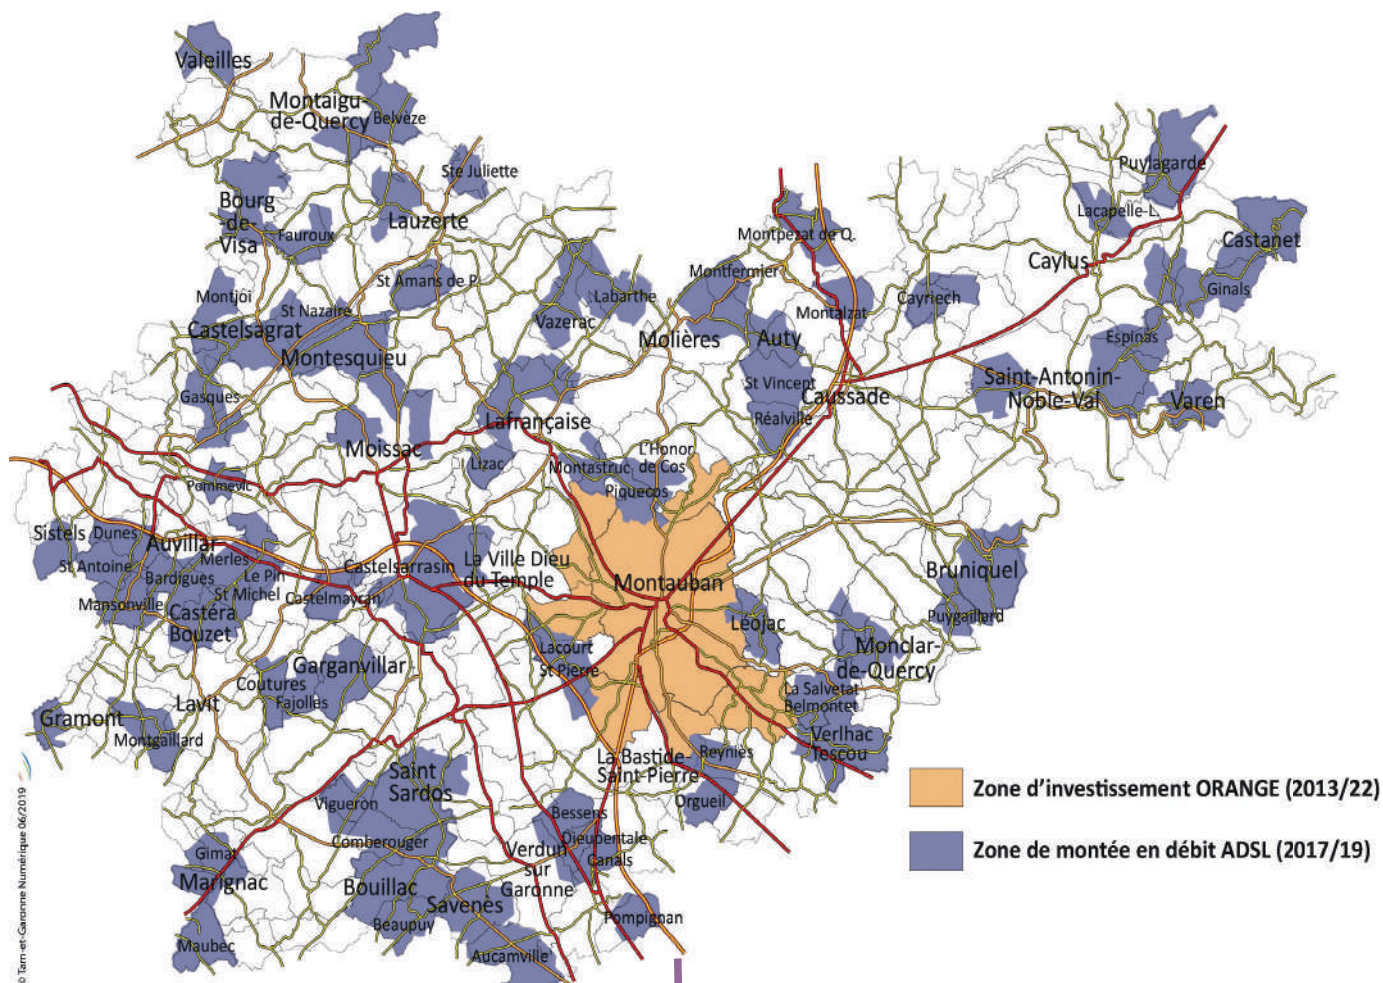 Valeilles
Montaigu-
de-Quercy
Belvèze
Ste Juliette
Bourg
-de-
Visa
Fauroux
Lauzerte
Puylagarde
Lacapelle-L.
Castanet
Caylus
Ginals
Montpezat de Q.
Montfermier
Montalzat
Cayriech
Montjoi
St Nazaire
St Amans de P.
Labarthe
Vazerac
Castelsagrat
Montesquieu
Molières
Auty
Espinas
Gasques
St Vincept
Caussade
Réalville
Saint-Antonin-
Noble-Val
Varen
Moissac
Lafrançaise
Lizac
Montastruc
L'Honor
de Cos
Piquecos
Pommevic
Sistels
Dunes
Auvillar
St Antoine
Merles
Bardigues
Le Pin
St Michel
Mansonville
Castéra
Bouzet
Castelmayran
Castelsarrasin
La Ville Dieu
du Temple
Montauban
Bruniquel
Puygaillard
Léojac
Monclar-
de-Quercy
Lacourt
St Pierre
Garganvillar
Coutures
Fajolles
Lavit
Gramont
Montgaillard
La Salvetat
Belmontet
Verlhac
Tescou
La Bastide-
Saint-Pierre
Reyniès
Orgueil
Saint
Sardos
Vigueron
Comberouger
Bessens
Dieupentale
Canals
Verdun
sur
Garonne
Gimat
Marignac
Bouillac
Beaupuy
Savenès
Pompignan
Maubec
Aucamville
Zone d'investissement ORANGE (2013/22)
Zone de montée en débit ADSL (2017/19)
© Tarn-et-Garonne Numérique 06/2019